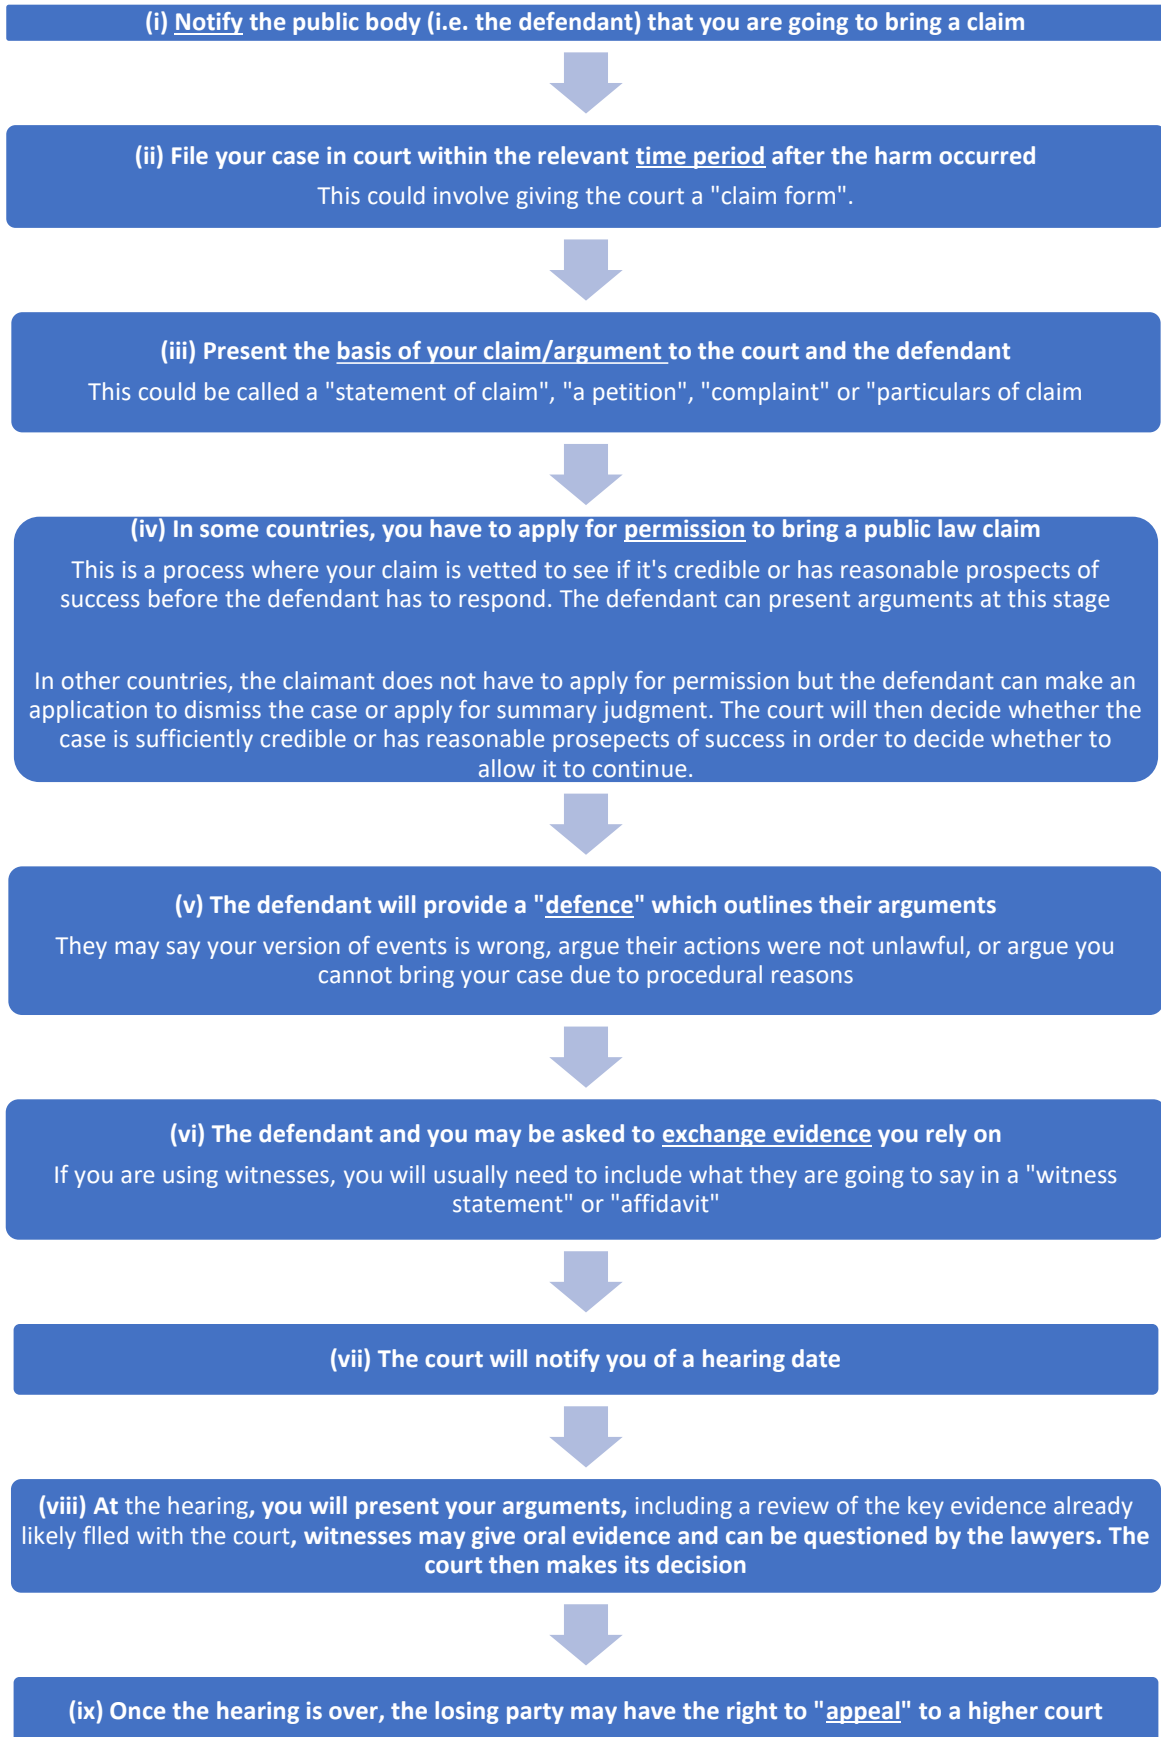 (i) Notify the public body (i.e. the defendant) that you are going to bring a claim
(ii) File your case in court within the relevant time period after the harm occurred
This could involve giving the court a "claim form".
(iii) Present the basis of your claim/argument to the court and the defendant
This could be called a "statement of claim", "a petition", "complaint" or "particulars of claim
(iv) In some countries, you have to apply for permission to bring a public law claim
This is a process where your claim is vetted to see if it's credible or has reasonable prospects of
success before the defendant has to respond. The defendant can present arguments at this stage
In other countries, the claimant does not have to apply for permission but the defendant can make an
application to dismiss the case or apply for summary judgment. The court will then decide whether the
case is sufficiently credible or has reasonable prosepects of success in order to decide whether to
allow it to continue.
(v) The defendant will provide a "defence" which outlines their arguments
They may say your version of events is wrong, argue their actions were not unlawful, or argue you
cannot bring your case due to procedural reasons
(vi) The defendant and you may be asked to exchange evidence you rely on
If you are using witnesses, you will usually need to include what they are going to say in a "witness
statement" or "affidavit"
(vii) The court will notify you of a hearing date
(viii) At the hearing, you will present your arguments, including a review of the key evidence already
likely flled with the court, witnesses may give oral evidence and can be questioned by the lawyers. The
court then makes its decision
(ix) Once the hearing is over, the losing party may have the right to "appeal" to a higher court